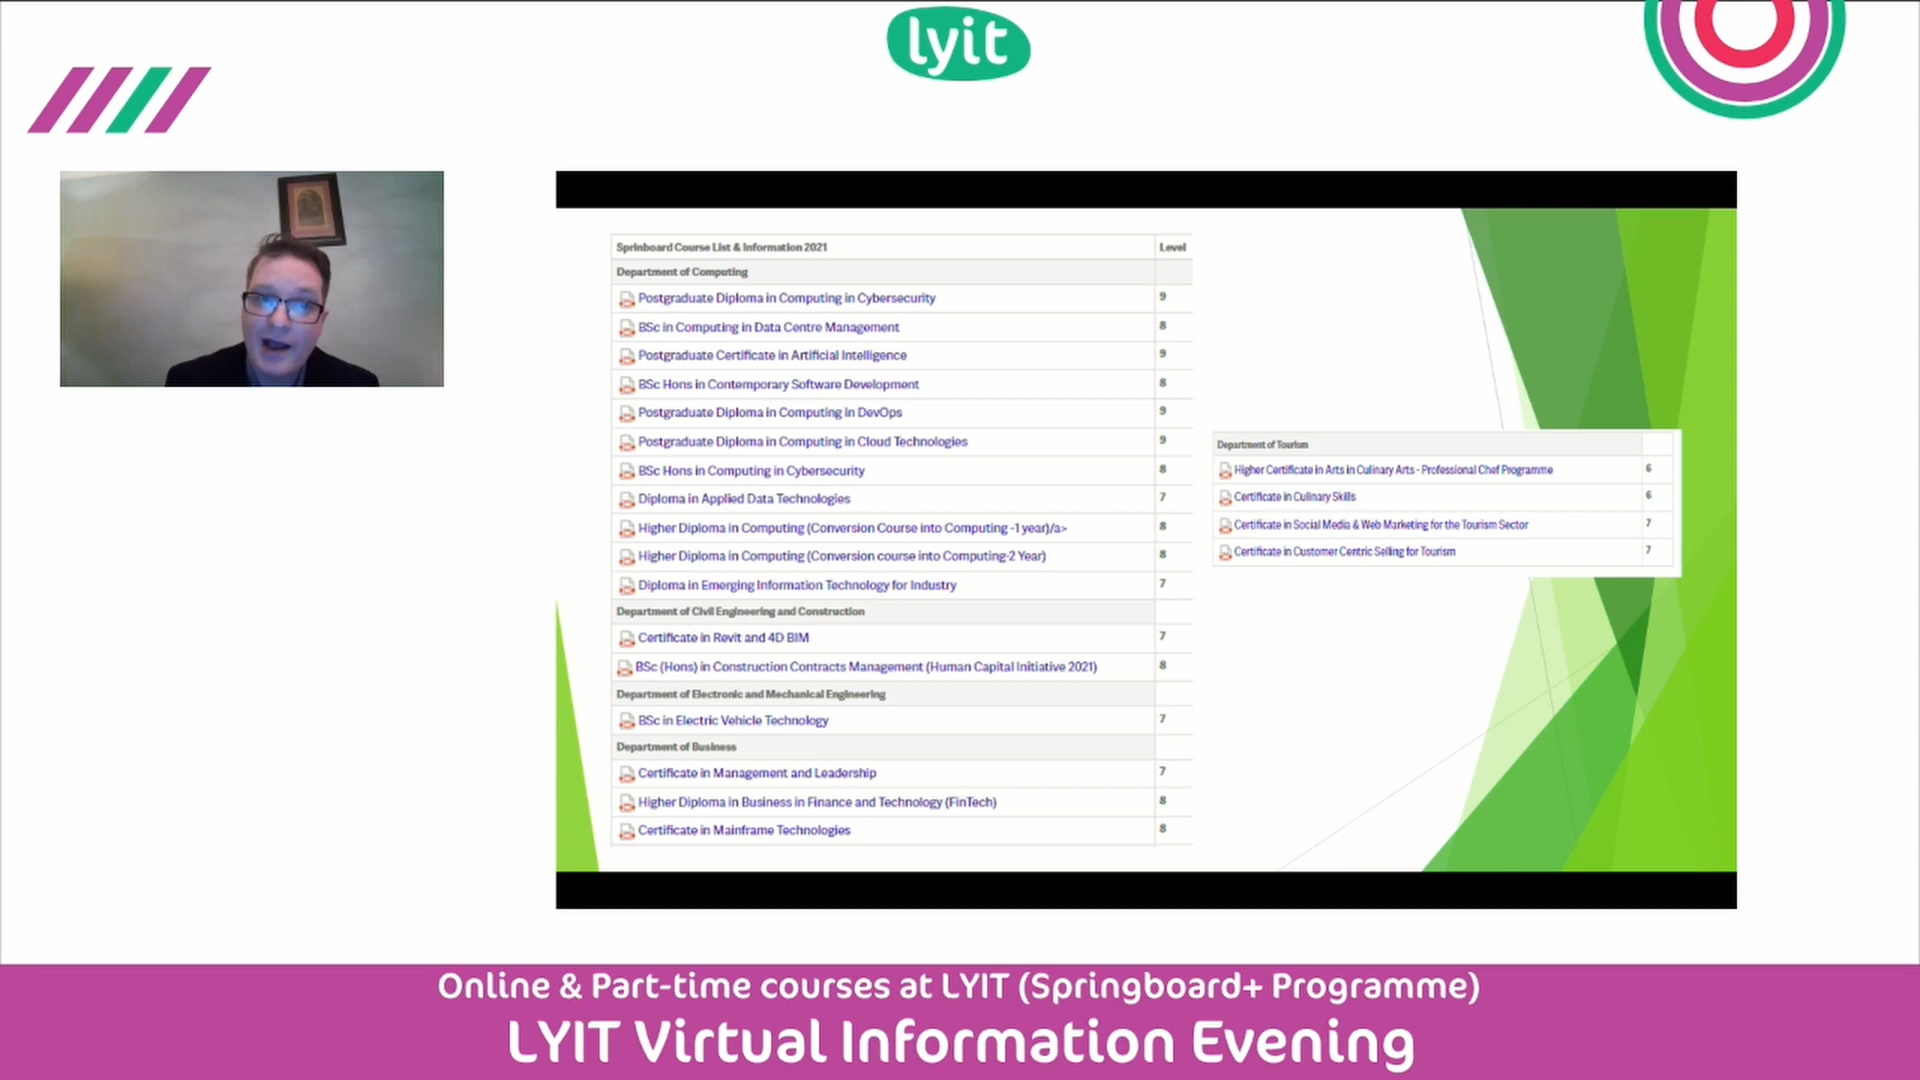 lyit
Sprinboard Course List & Information 2021 Level
Department of Computing
Postgraduate Diploma in Computing in Cybersecurity 9
BSc in Computing in Data Centre Management 8
Postgraduate Certificate in Artificial Intelligence 9
BSc Hons in Contemporary Software Development 8
Postgraduate Diploma in Computing in DevOps 9
Postgraduate Diploma in Computing in Cloud Technologies 9
BSc Hons in Computing in Cybersecurity 8
Diploma in Applied Data Technologies 7
Higher Diploma in Computing (Conversion Course into Computing -1 year)/a> 8
Higher Diploma in Computing (Conversion course into Computing-2 Year) 8
Diploma in Emerging Information Technology for Industry 7
Department of Civil Engineering and Construction
Certificate in Revit and 4D BIM 7
BSc (Hons) in Construction Contracts Management (Human Capital Initiative 2021) 8
Department of Electronic and Mechanical Engineering
BSc in Electric Vehicle Technology 7
Department of Business
Certificate in Management and Leadership 7
Higher Diploma in Business in Finance and Technology (FinTech) 8
Certificate in Mainframe Technologies 8
Department of Tourism
Higher Certificate in Arts in Culinary Arts - Professional Chef Programme 6
Certificate in Culinary Skills 6
Certificate in Social Media & Web Marketing for the Tourism Sector 7
Certificate in Customer Centric Selling for Tourism 7
Online & Part-time courses at LYIT (Springboard+ Programme)
LYIT Virtual Information Evening